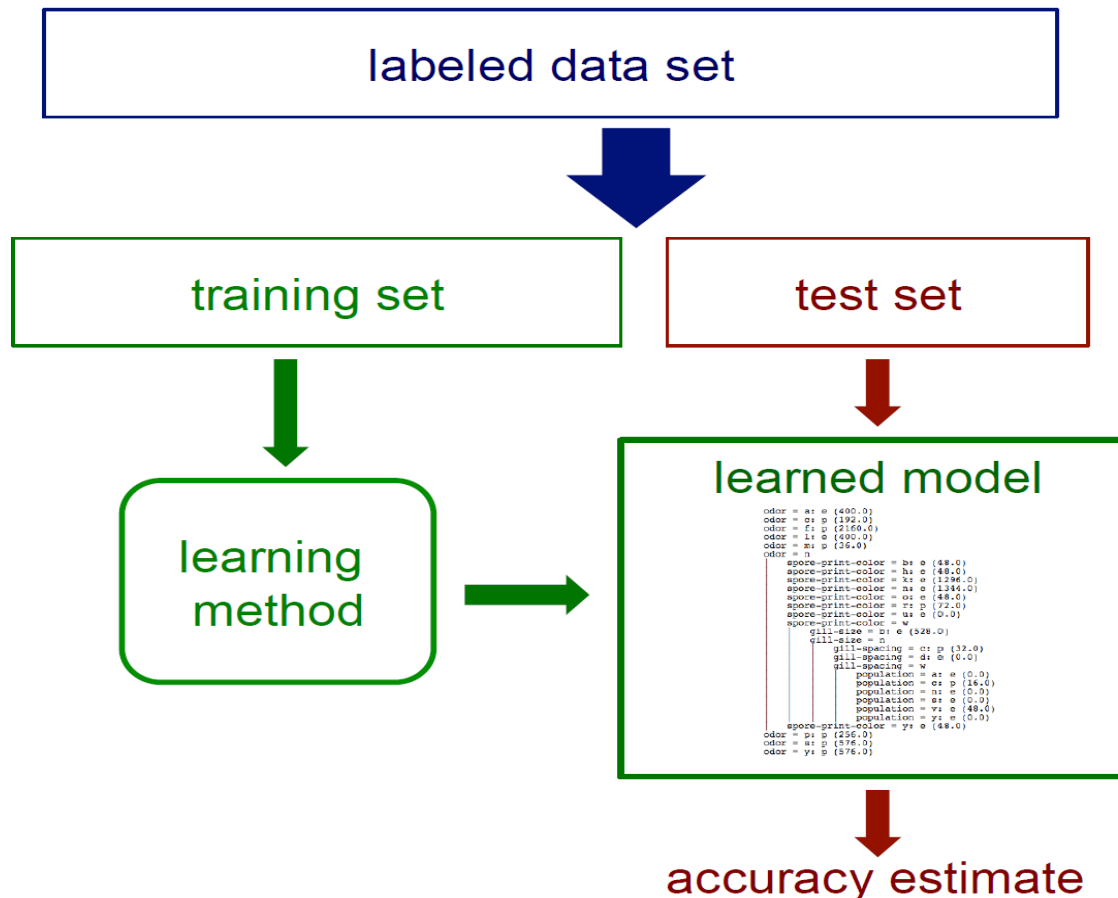 labeled data set
training set
test set
learning
method
learned model
odor = a: e (400.0)
odor = c: p (192.0)
odor = f: p (2160.0)
odor = l: e (400.0)
odor = m: p (36.0)
odor = n
spore-print-color = b: e (48.0)
spore-print-color = h: e (48.0)
spore-print-color = k: e (1296.0)
spore-print-color = n: e (1344.0)
spore-print-color = o: e (48.0)
spore-print-color = r: p (72.0)
spore-print-color = u: e (0.0)
spore-print-color = w
gill-size = b: e (528.0)
gill-size = n
gill-spacing = c: p (32.0)
gill-spacing = d: e (0.0)
gill-spacing = w
population = a: e (0.0)
population = c: p (16.0)
population = n: e (0.0)
population = s: e (0.0)
population = v: e (48.0)
population = y: e (0.0)
spore-print-color = y: e (48.0)
odor = p: p (256.0)
odor = s: p (576.0)
odor = y: p (576.0)
accuracy estimate